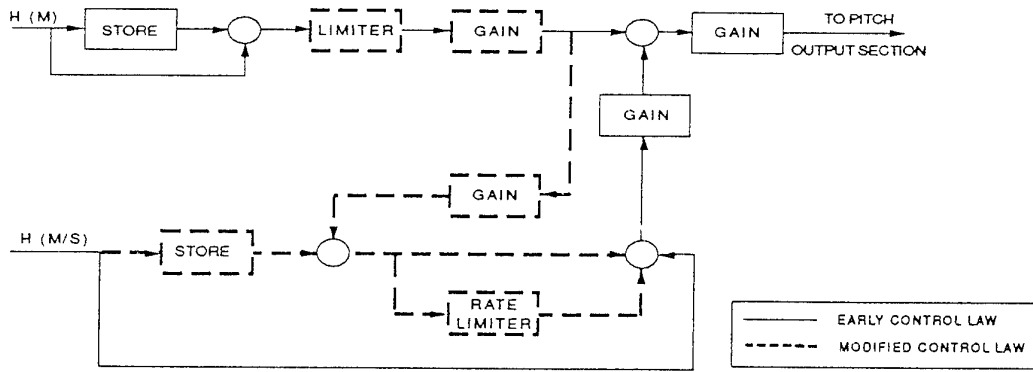 H (M)
STORE
LIMITER
GAIN
GAIN
TO PITCH
OUTPUT SECTION
GAIN
GAIN
H (M/S)
STORE
RATE
LIMITER
EARLY CONTROL LAW
MODIFIED CONTROL LAW